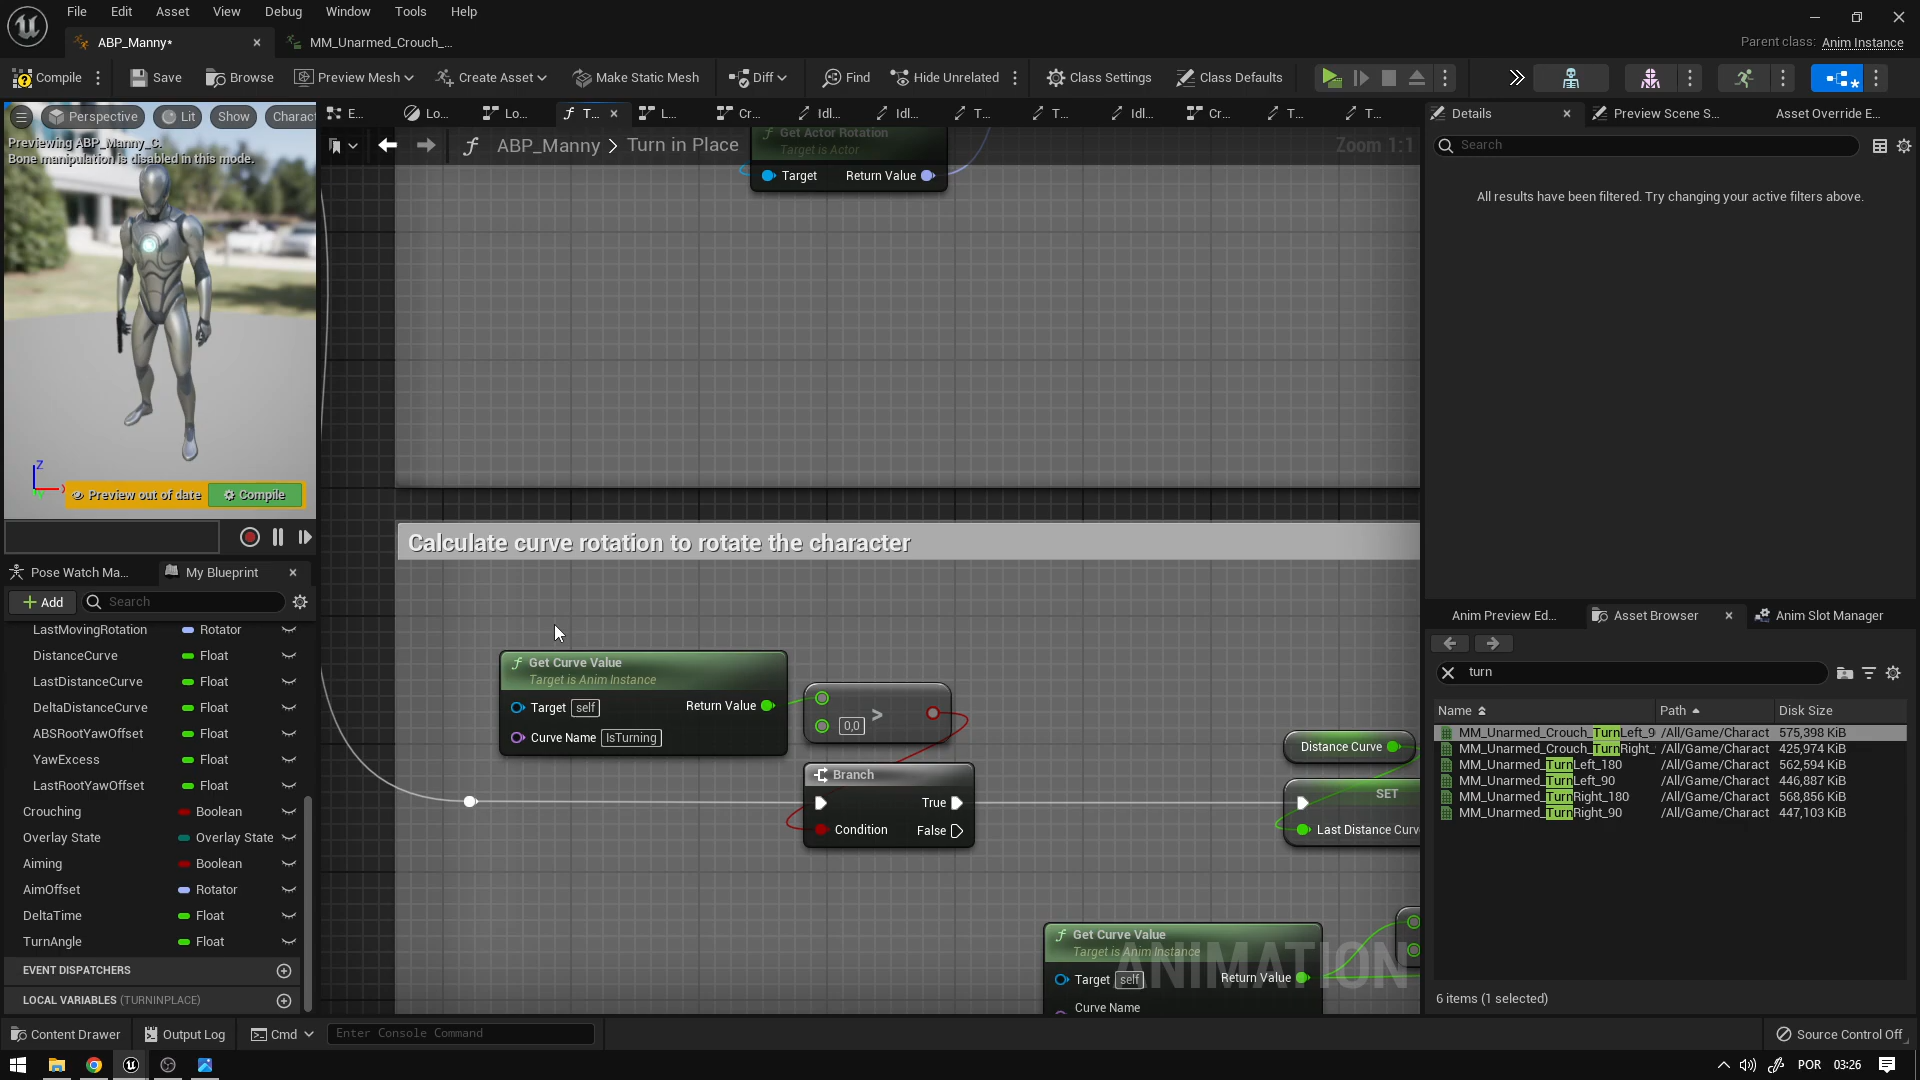 File Edit Asset View Debug Window Tools Help
ABP_Manny*
MM_Unarmed_Crouch_...
Parent class: Anim Instance
Compile
Save
Browse
Preview Mesh
Create Asset
Make Static Mesh
Diff
Find
Hide Unrelated
Class Settings
Class Defaults
Perspective
Lit
Show
Charact
Previewing ABP_Manny_C.
Bone manipulation is disabled in this mode.
Z
X
Preview out of date
Compile
E...
Lo...
Lo...
T...
L...
Cr...
Idl...
Idl...
T...
T...
Idl...
Cr...
T...
T...
ABP_Manny > Turn in Place
Zoom 1:1
Get Actor Rotation
Target is Actor
Target
Return Value
Calculate curve rotation to rotate the character
Get Curve Value
Target is Anim Instance
Target self
Return Value
Curve Name IsTurning
0,0
>
Branch
True
Condition
False
Distance Curve
SET
Last Distance Curv
Get Curve Value
Target is Anim Instance
Target self
Return Value
Curve Name
ANIMATION
Pose Watch Ma...
My Blueprint
Add
Search
LastMovingRotation Rotator
DistanceCurve Float
LastDistanceCurve Float
DeltaDistanceCurve Float
ABSRootYawOffset Float
YawExcess Float
LastRootYawOffset Float
Crouching Boolean
Overlay State Overlay State
Aiming Boolean
AimOffset Rotator
DeltaTime Float
TurnAngle Float
EVENT DISPATCHERS
LOCAL VARIABLES (TURNINPLACE)
Details
Preview Scene S...
Asset Override E...
Search
All results have been filtered. Try changing your active filters above.
Anim Preview Ed...
Asset Browser
Anim Slot Manager
turn
Name Path Disk Size
MM_Unarmed_Crouch_TurnLeft_9 /All/Game/Charact 575,398 KiB
MM_Unarmed_Crouch_TurnRight_ /All/Game/Charact 425,974 KiB
MM_Unarmed_TurnLeft_180 /All/Game/Charact 562,594 KiB
MM_Unarmed_TurnLeft_90 /All/Game/Charact 446,887 KiB
MM_Unarmed_TurnRight_180 /All/Game/Charact 568,856 KiB
MM_Unarmed_TurnRight_90 /All/Game/Charact 447,103 KiB
6 items (1 selected)
Content Drawer
Output Log
Cmd
Enter Console Command
Source Control Off
POR
03:26